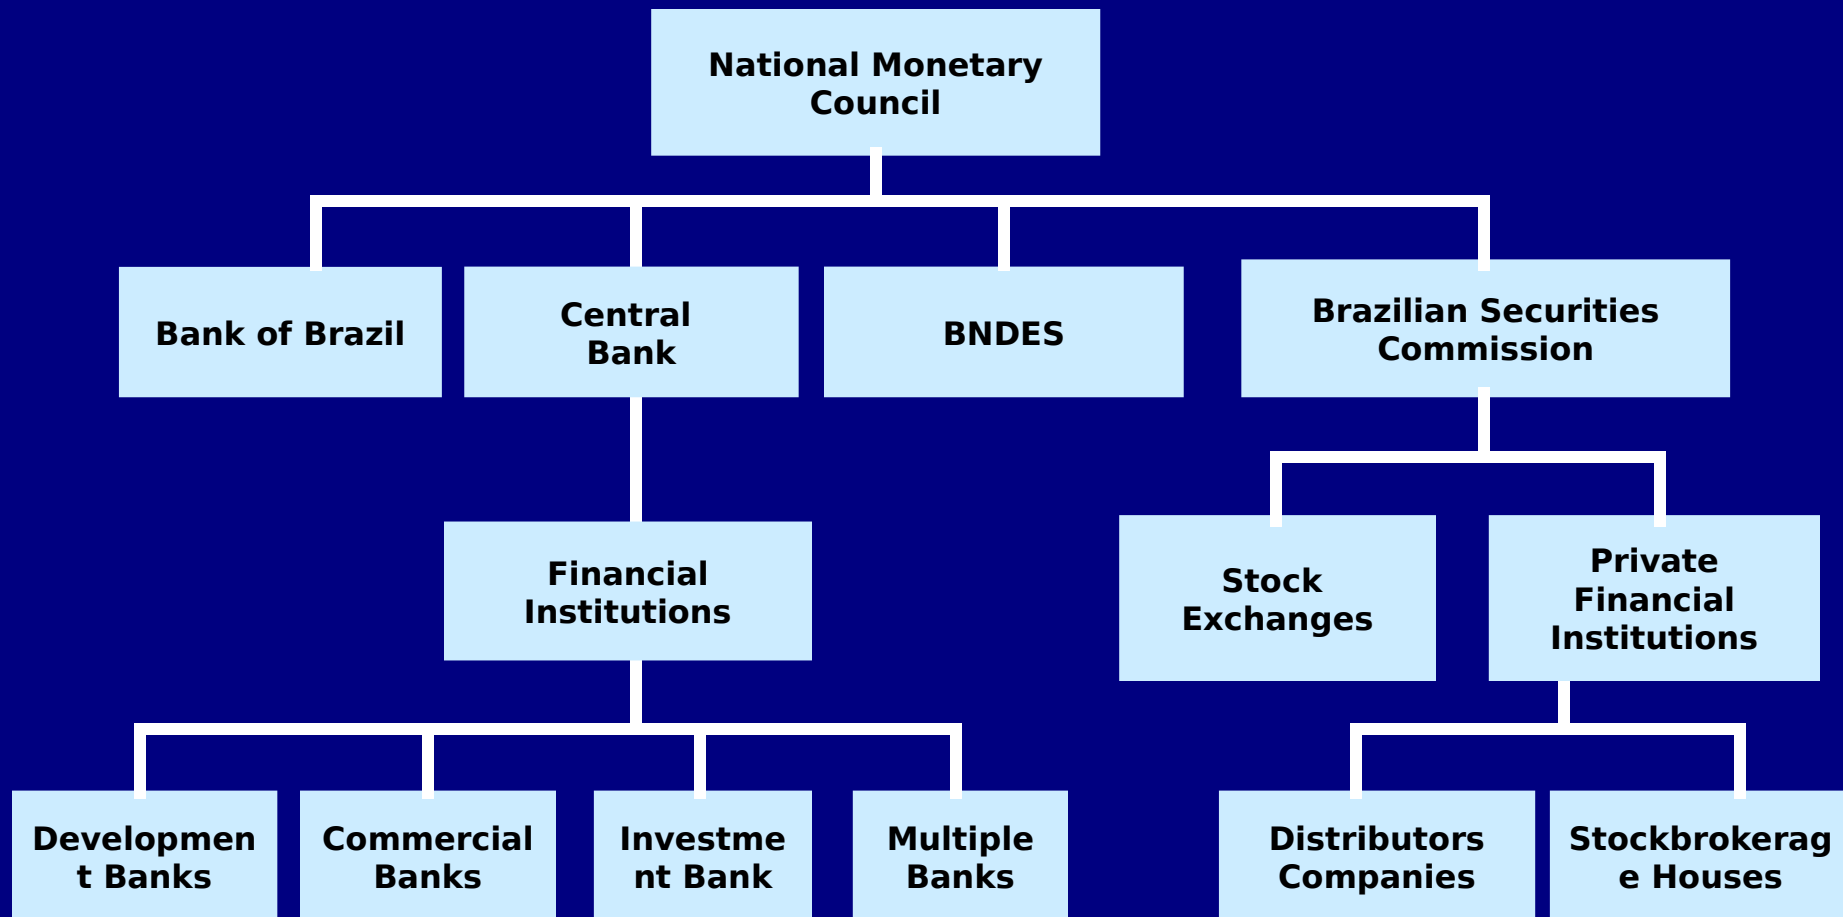 National Monetary
Council
Bank of Brazil
Central
Bank
BNDES
Brazilian Securities
Commission
Financial
Institutions
Stock
Exchanges
Private
Financial
Institutions
Developmen
t Banks
Commercial
Banks
Investme
nt Bank
Multiple
Banks
Distributors
Companies
Stockbrokerag
e Houses